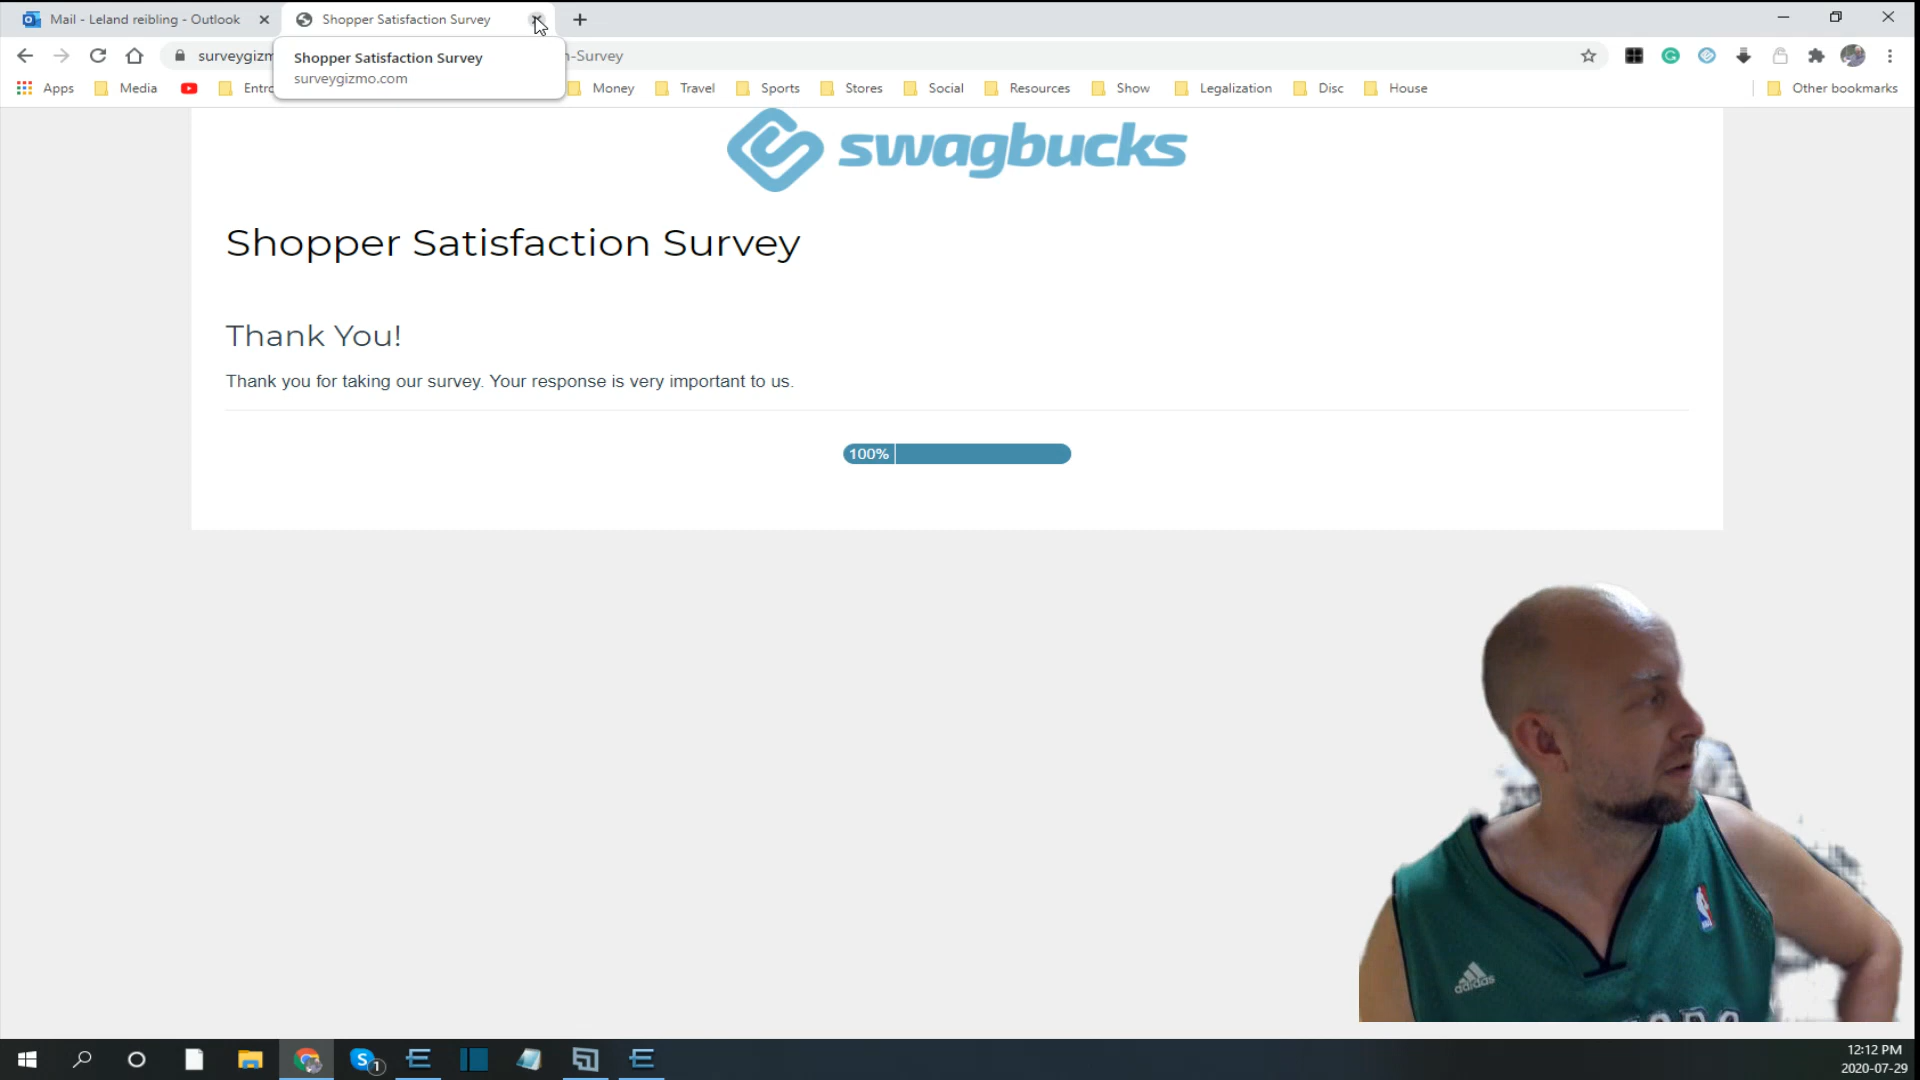 Mail - Leland reibling - Outlook
Shopper Satisfaction Survey
surveygizm
n-Survey
Shopper Satisfaction Survey
surveygizmo.com
Apps
Media
Entr
Money
Travel
Sports
Stores
Social
Resources
Show
Legalization
Disc
House
Other bookmarks
swagbucks
Shopper Satisfaction Survey
Thank You!
Thank you for taking our survey. Your response is very important to us.
100%
adidas
S
1
12:12 PM
2020-07-29